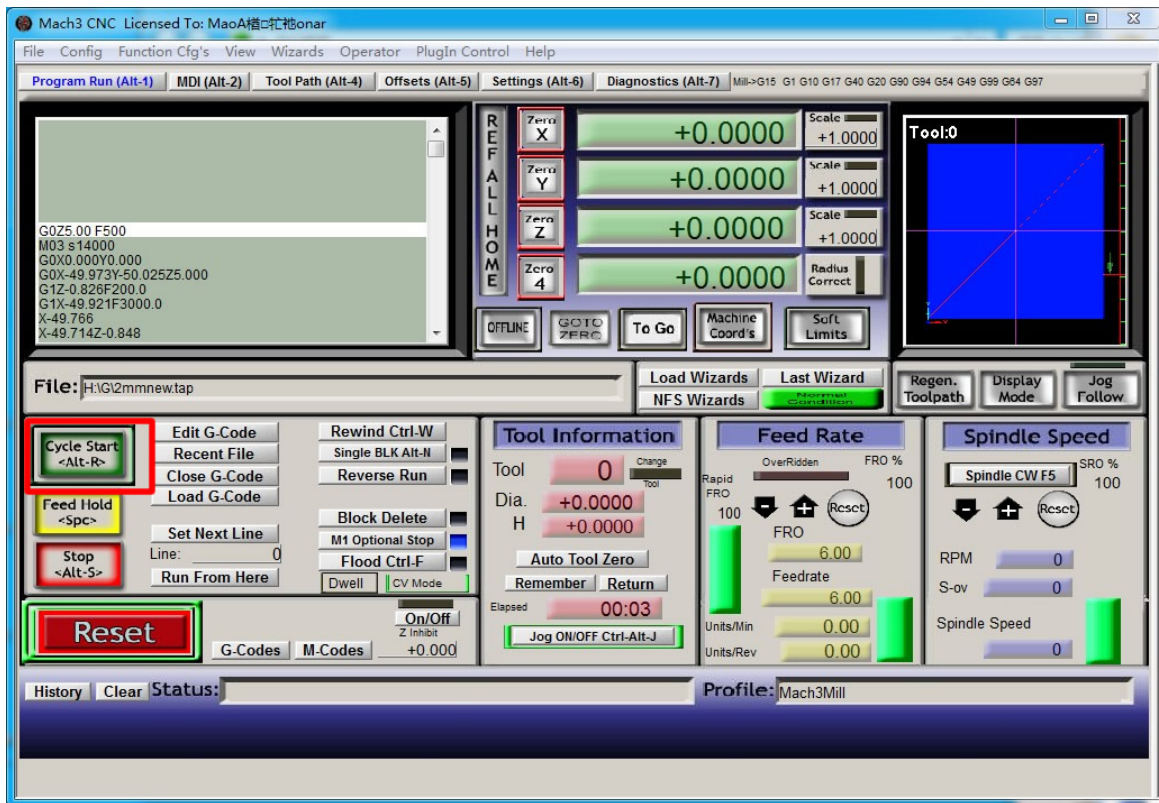 Mach3 CNC Licensed To: MaoA楿□牤瓹onar
File Config Function Cfg's View Wizards Operator PlugIn Control Help
Program Run (Alt-1) MDI (Alt-2) Tool Path (Alt-4) Offsets (Alt-5) Settings (Alt-6) Diagnostics (Alt-7) Mill->G15 G1 G10 G17 G40 G20 G90 G94 G54 G49 G99 G64 G97
G0Z5.00 F500
M03 s14000
G0X0.000Y0.000
G0X-49.973Y-50.025Z5.000
G1Z-0.826F200.0
G1X-49.921F3000.0
X-49.766
X-49.714Z-0.848
REF ALL HOME
Zero X +0.0000 Scale +1.0000
Zero Y +0.0000 Scale +1.0000
Zero Z +0.0000 Scale +1.0000
Zero 4 +0.0000 Radius Correct
OFFLINE GOTO ZERO To Go Machine Coord's Soft Limits
Tool:0
File: H:\G\2mmnew.tap
Load Wizards Last Wizard
NFS Wizards Normal Condition
Regen. Toolpath Display Mode Jog Follow
Cycle Start <Alt-R>
Feed Hold <Spc>
Stop <Alt-S>
Edit G-Code
Recent File
Close G-Code
Load G-Code
Set Next Line
Line: 0
Run From Here
Rewind Ctrl-W
Single BLK Alt-N
Reverse Run
Block Delete
M1 Optional Stop
Flood Ctrl-F
Dwell CV Mode
Reset
G-Codes M-Codes
On/Off
Z Inhibit
+0.000
Tool Information
Tool 0 Change Tool
Dia. +0.0000
H +0.0000
Auto Tool Zero
Remember Return
Elapsed 00:03
Jog ON/OFF Ctrl-Alt-J
Feed Rate
OverRidden FRO %
100
Rapid FRO
100
Reset
FRO
6.00
Feedrate
6.00
Units/Min 0.00
Units/Rev 0.00
Spindle Speed
Spindle CW F5 SRO %
100
Reset
RPM 0
S-ov 0
Spindle Speed
0
History Clear Status:
Profile: Mach3Mill